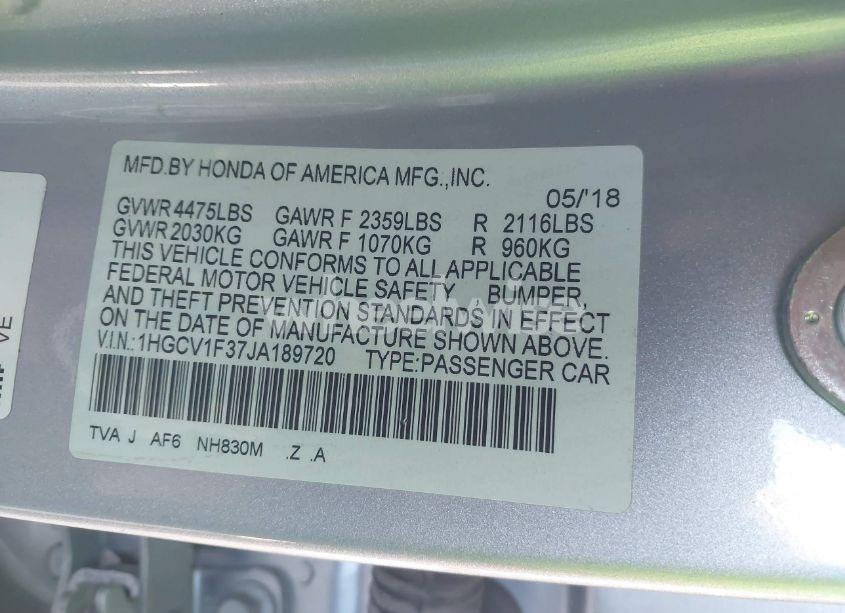 MFD.BY HONDA OF AMERICA MFG.,INC.
05/'18
GVWR 4475LBS GAWR F 2359LBS R 2116LBS
GVWR 2030KG GAWR F 1070KG R 960KG
THIS VEHICLE CONFORMS TO ALL APPLICABLE
FEDERAL MOTOR VEHICLE SAFETY BUMPER,
AND THEFT PREVENTION STANDARDS IN EFFECT
ON THE DATE OF MANUFACTURE SHOWN ABOVE.
V.I.N.:1HGCV1F37JA189720 TYPE:PASSENGER CAR
TVA J AF6 NH830M .Z .A
VE